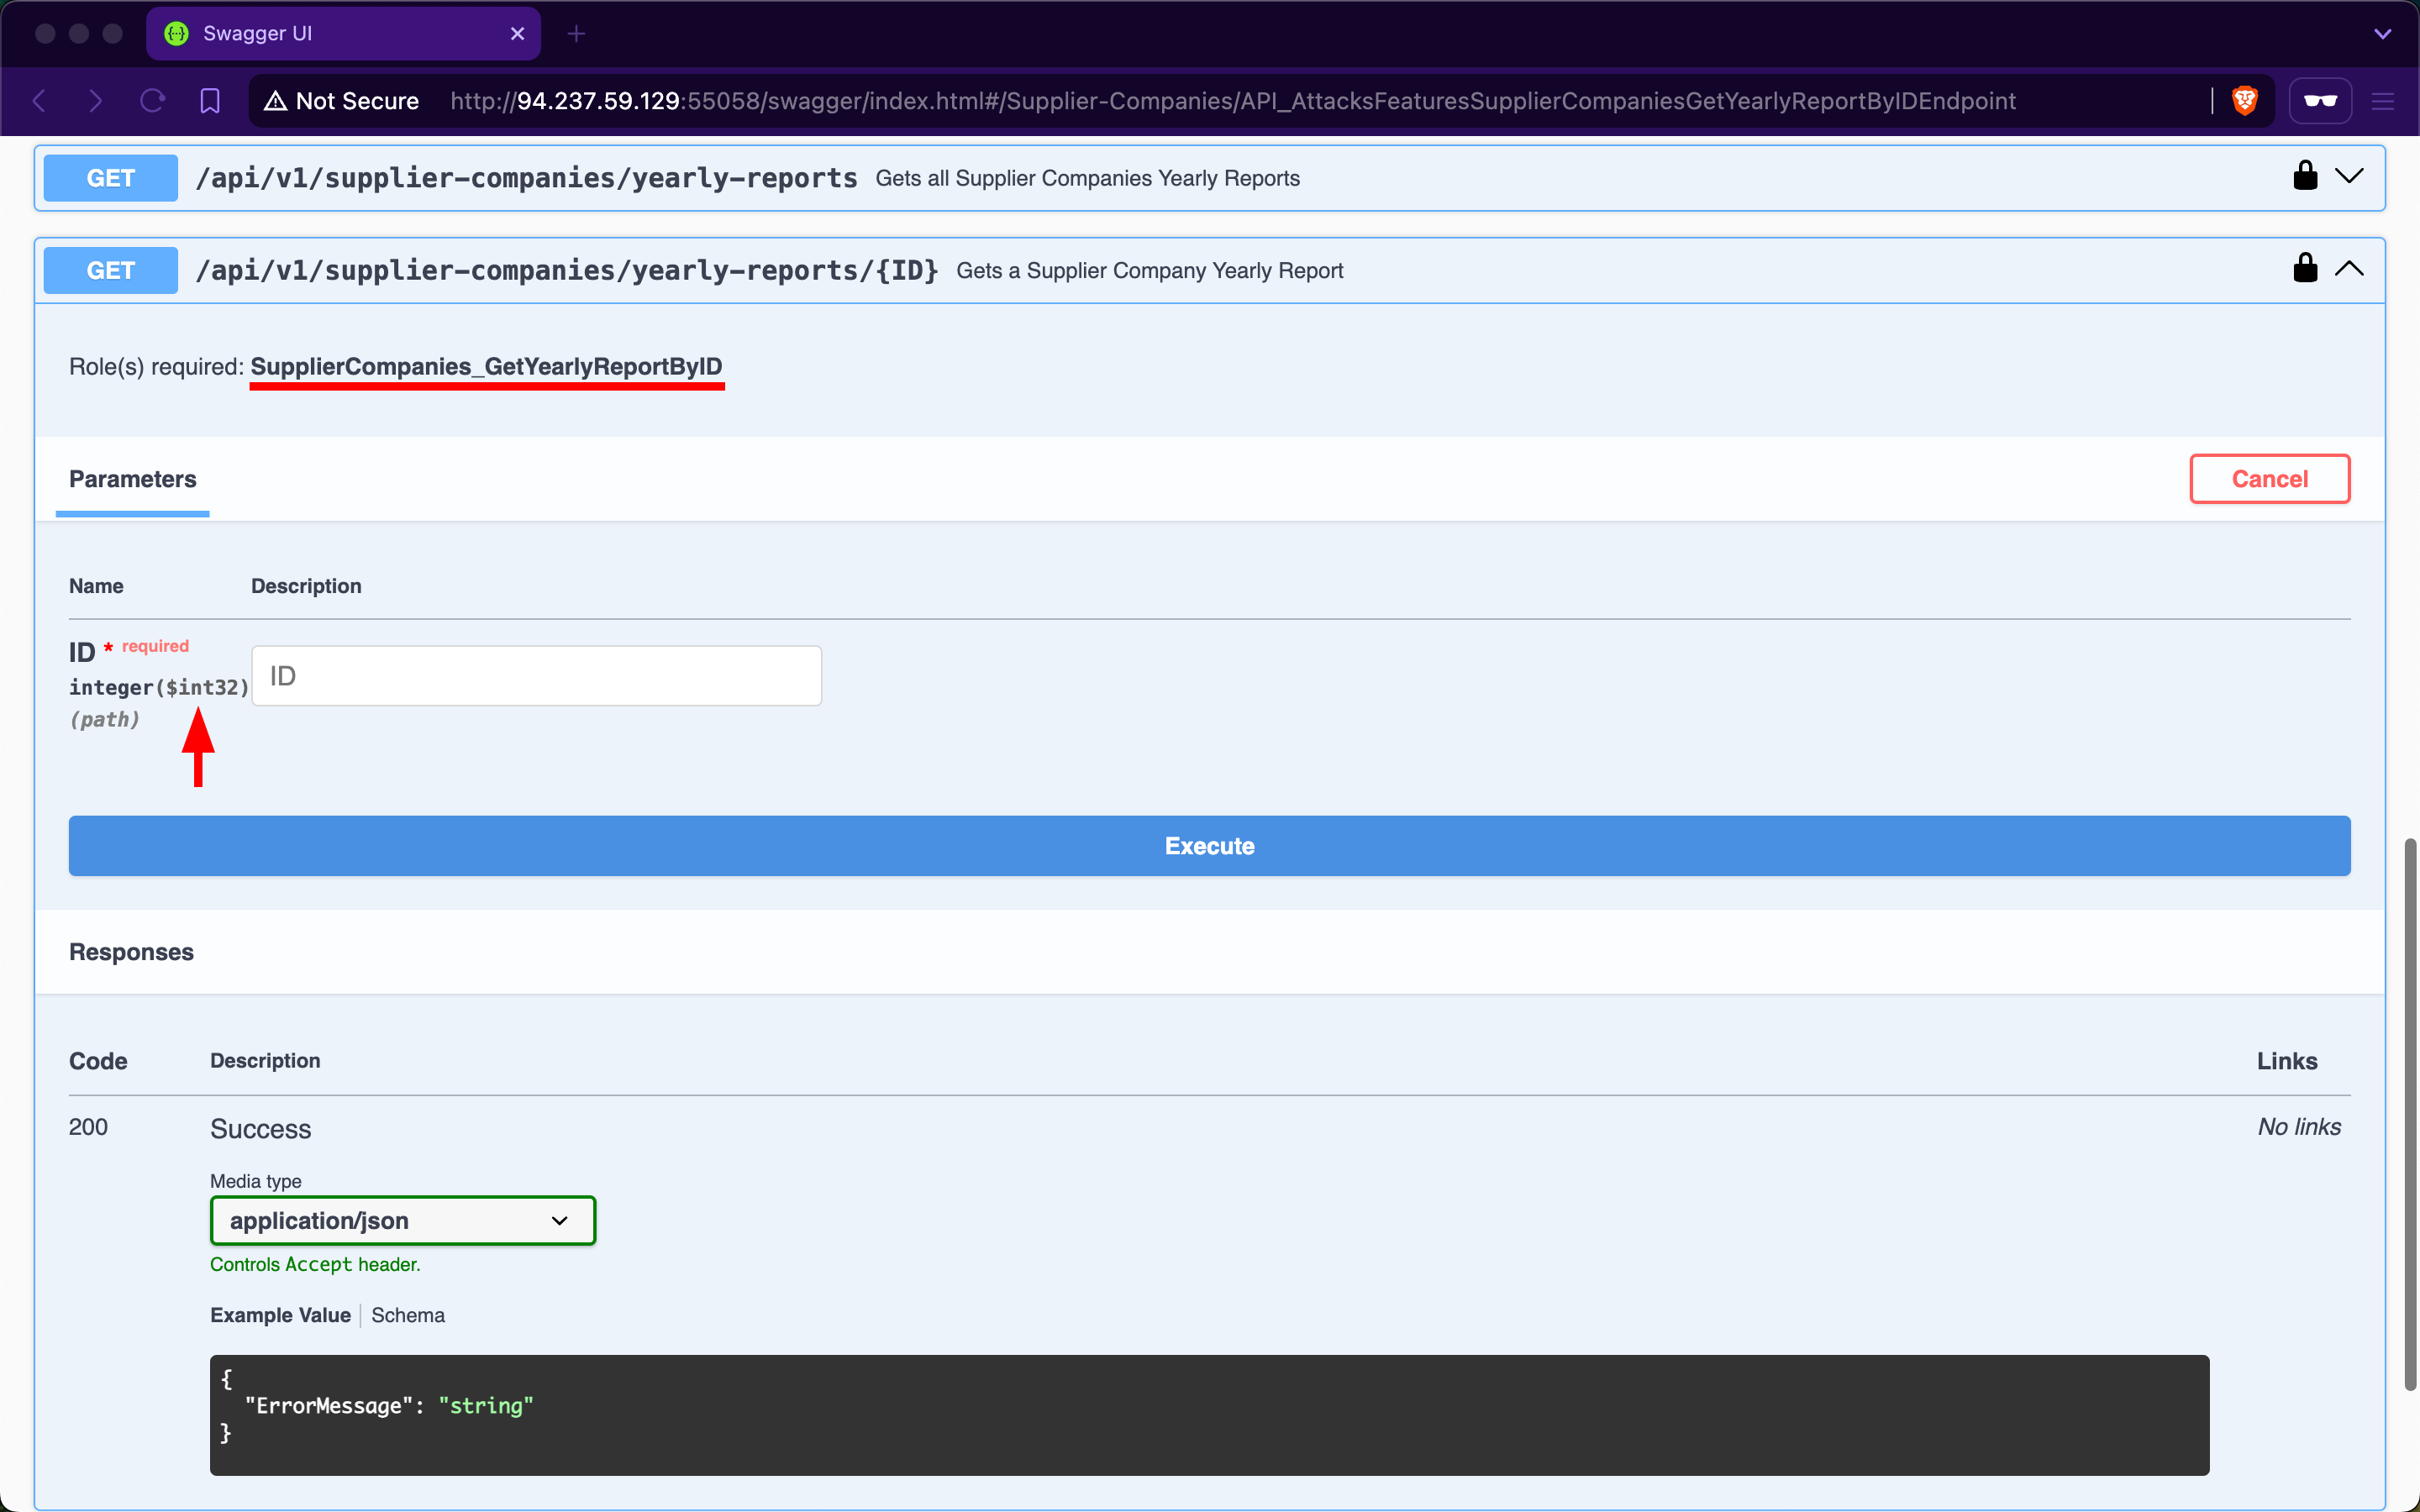 Swagger UI
Not Secure http://94.237.59.129:55058/swagger/index.html#/Supplier-Companies/API_AttacksFeaturesSupplierCompaniesGetYearlyReportByIDEndpoint
GET /api/v1/supplier-companies/yearly-reports Gets all Supplier Companies Yearly Reports
GET /api/v1/supplier-companies/yearly-reports/{ID} Gets a Supplier Company Yearly Report
Role(s) required: SupplierCompanies_GetYearlyReportByID
Parameters Cancel
Name Description
ID * required
ID
integer($int32)
(path)
Execute
Responses
Code Description Links
200 Success No links
Media type
application/json
Controls Accept header.
Example Value Schema
{
"ErrorMessage": "string"
}